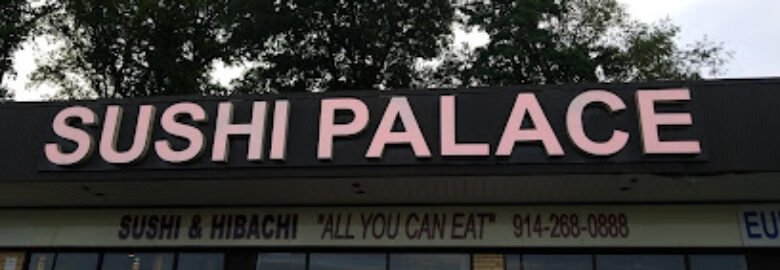 SUSHI PALACE
SUSHI & HIBACHI "ALL YOU CAN EAT" 914-268-0888
EU